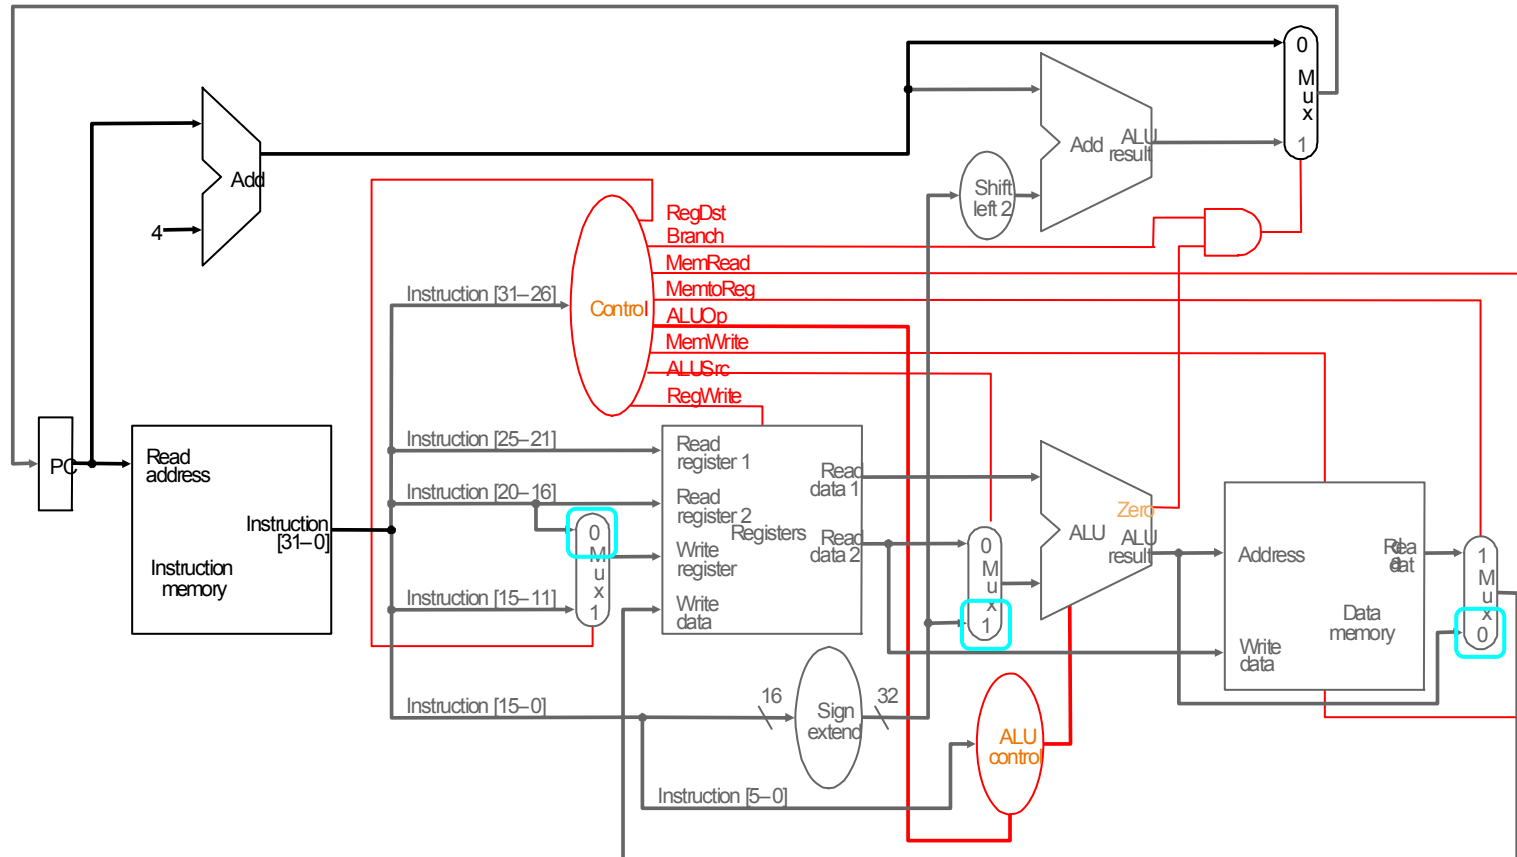 0
M
u
x
1
Add
ALU
result
Add
4
Shift
left 2
RegDst
Branch
MemRead
MemtoReg
ALUOp
MemWrite
ALUSrc
RegWrite
Control
Instruction [31–26]
Instruction [25–21]
Instruction [20–16]
Instruction [15–11]
Instruction [15–0]
Instruction [5–0]
PC
Read
address
Instruction
[31–0]
Instruction
memory
0
M
u
x
1
Read
register 1
Read
register 2
Write
register
Write
data
Registers
Read
data 1
Read
data 2
16
Sign
extend
32
0
M
u
x
1
ALU
Zero
ALU
result
ALU
control
Address
Write
data
Data
memory
1
M
u
x
0